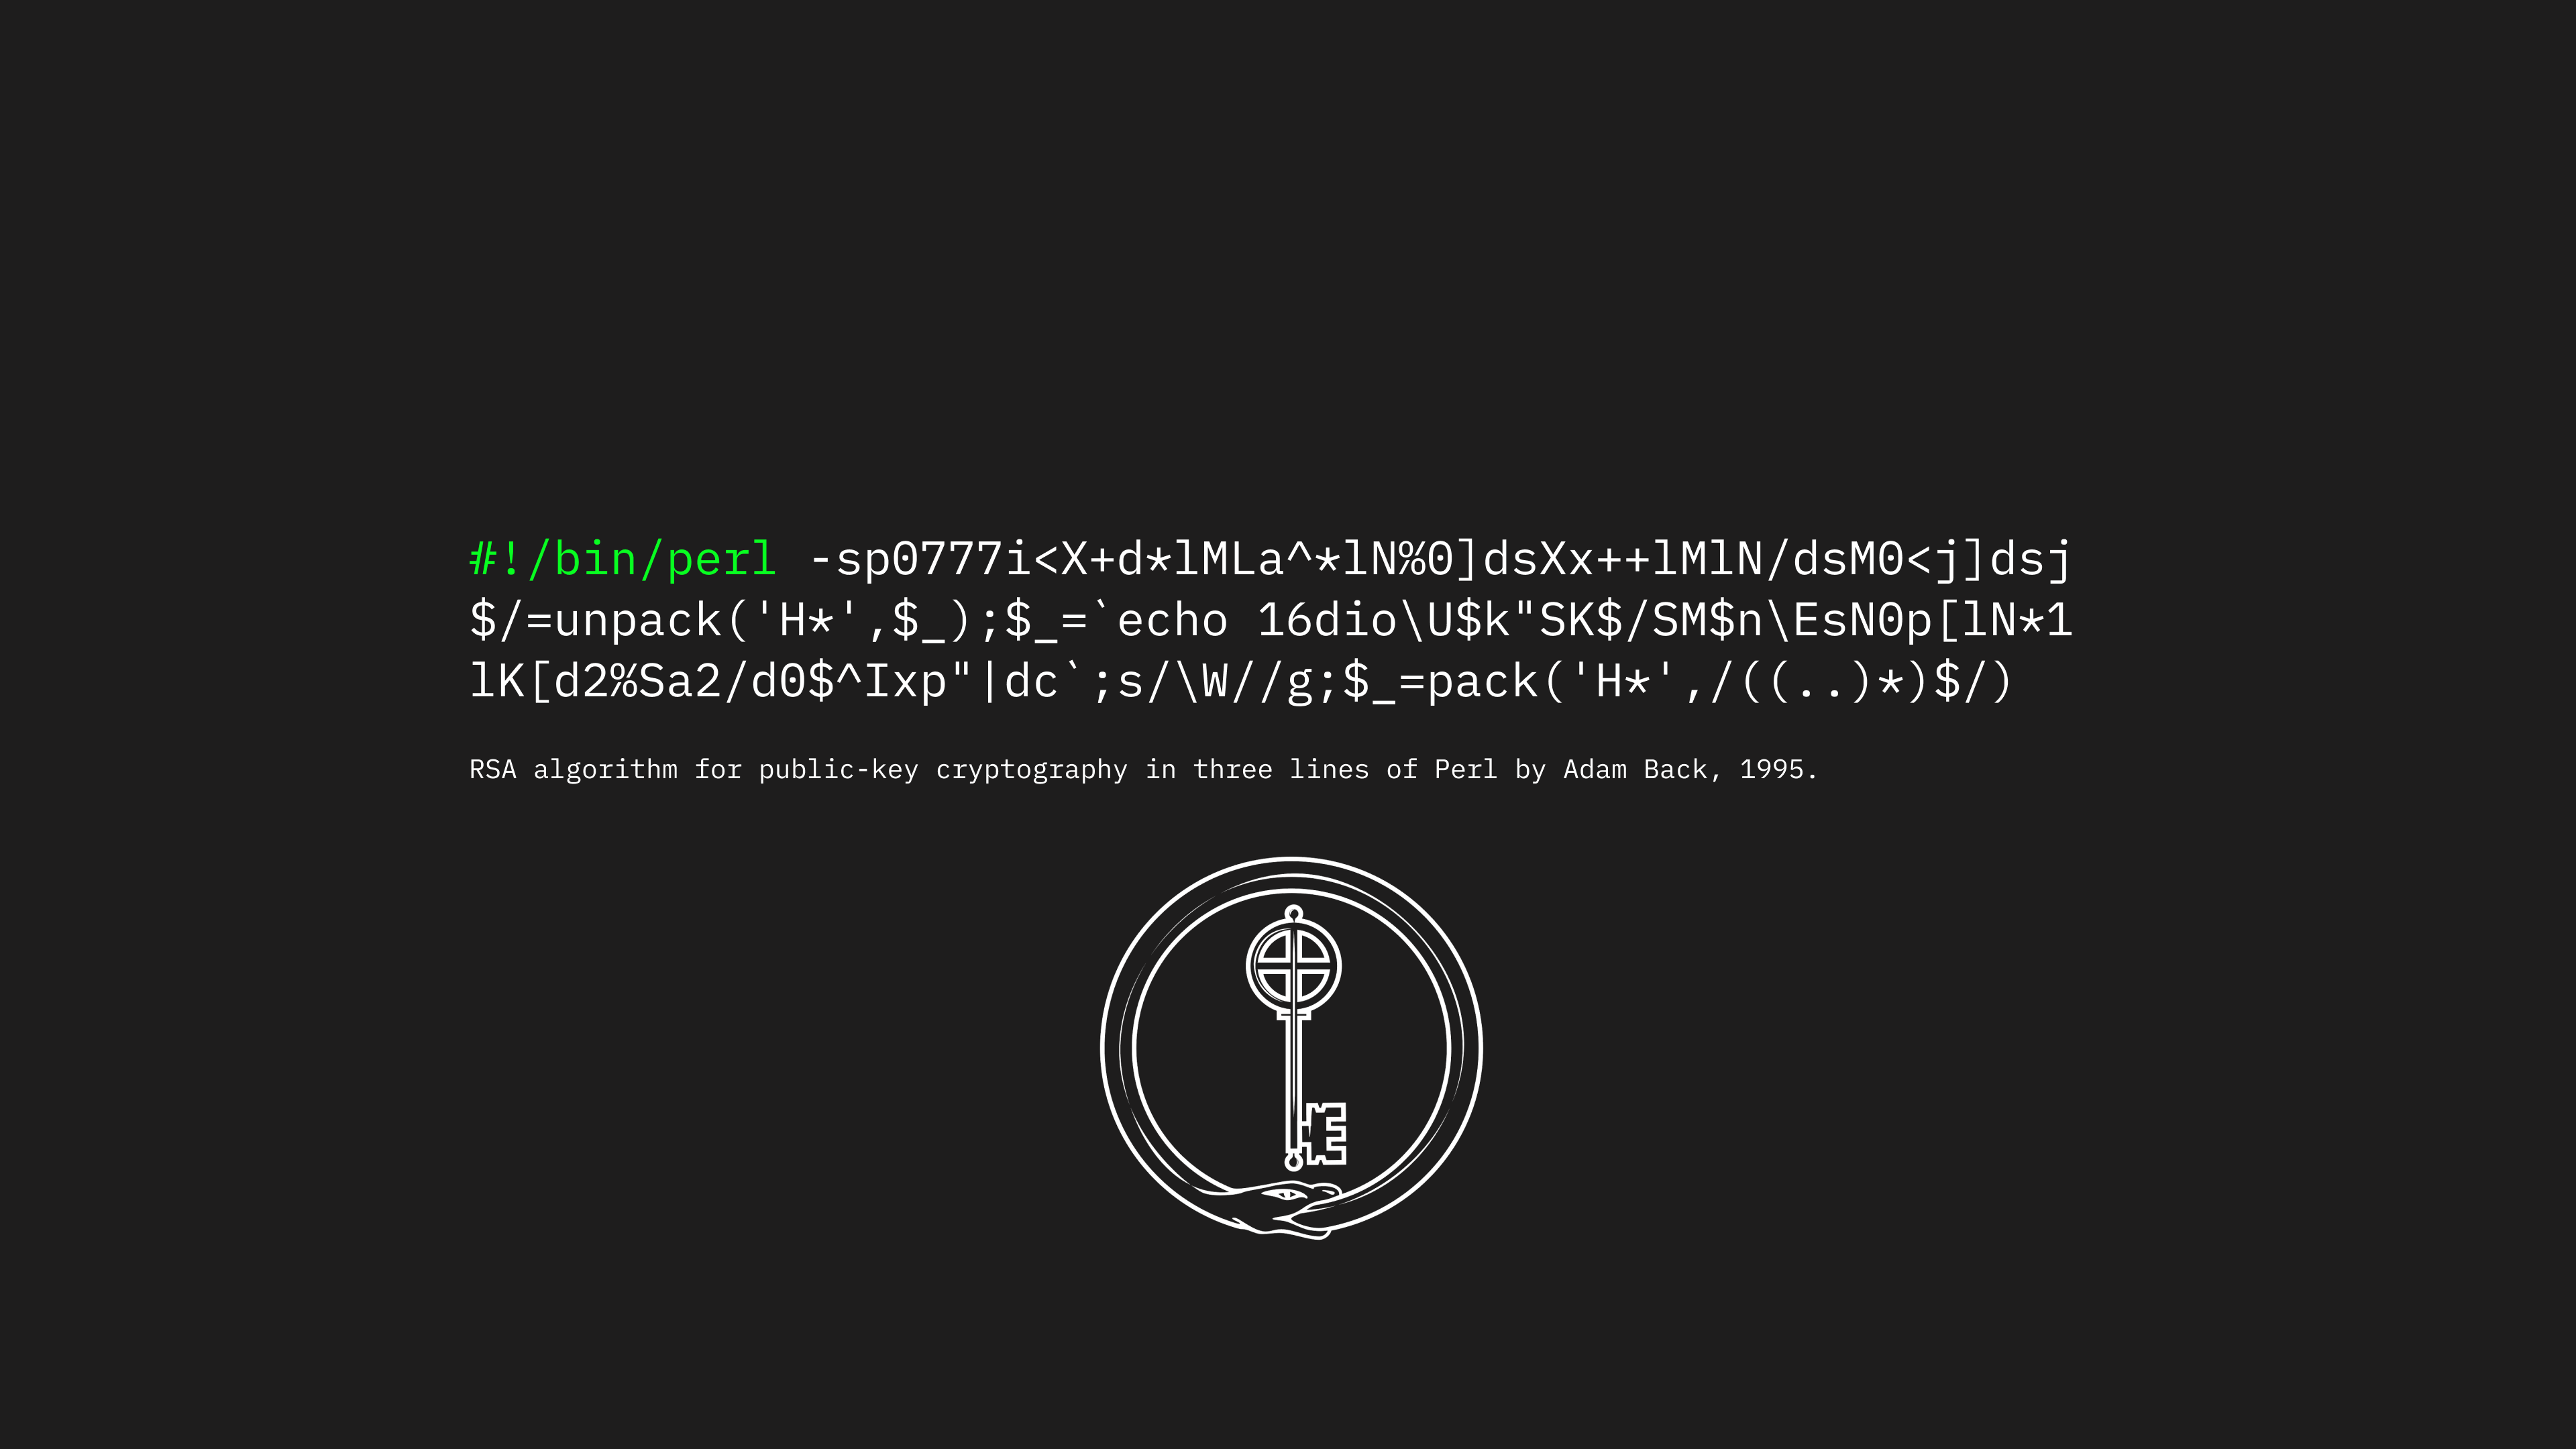 #!/bin/perl -sp0777i<X+d*lMLa^*lN%0]dsXx++lMlN/dsM0<j]dsj
$/=unpack('H*',$_);$_=`echo 16dio\U$k"SK$/SM$n\EsN0p[lN*1
lK[d2%Sa2/d0$^Ixp"|dc`;s/\W//g;$_=pack('H*',/((..)*)$/)
RSA algorithm for public-key cryptography in three lines of Perl by Adam Back, 1995.